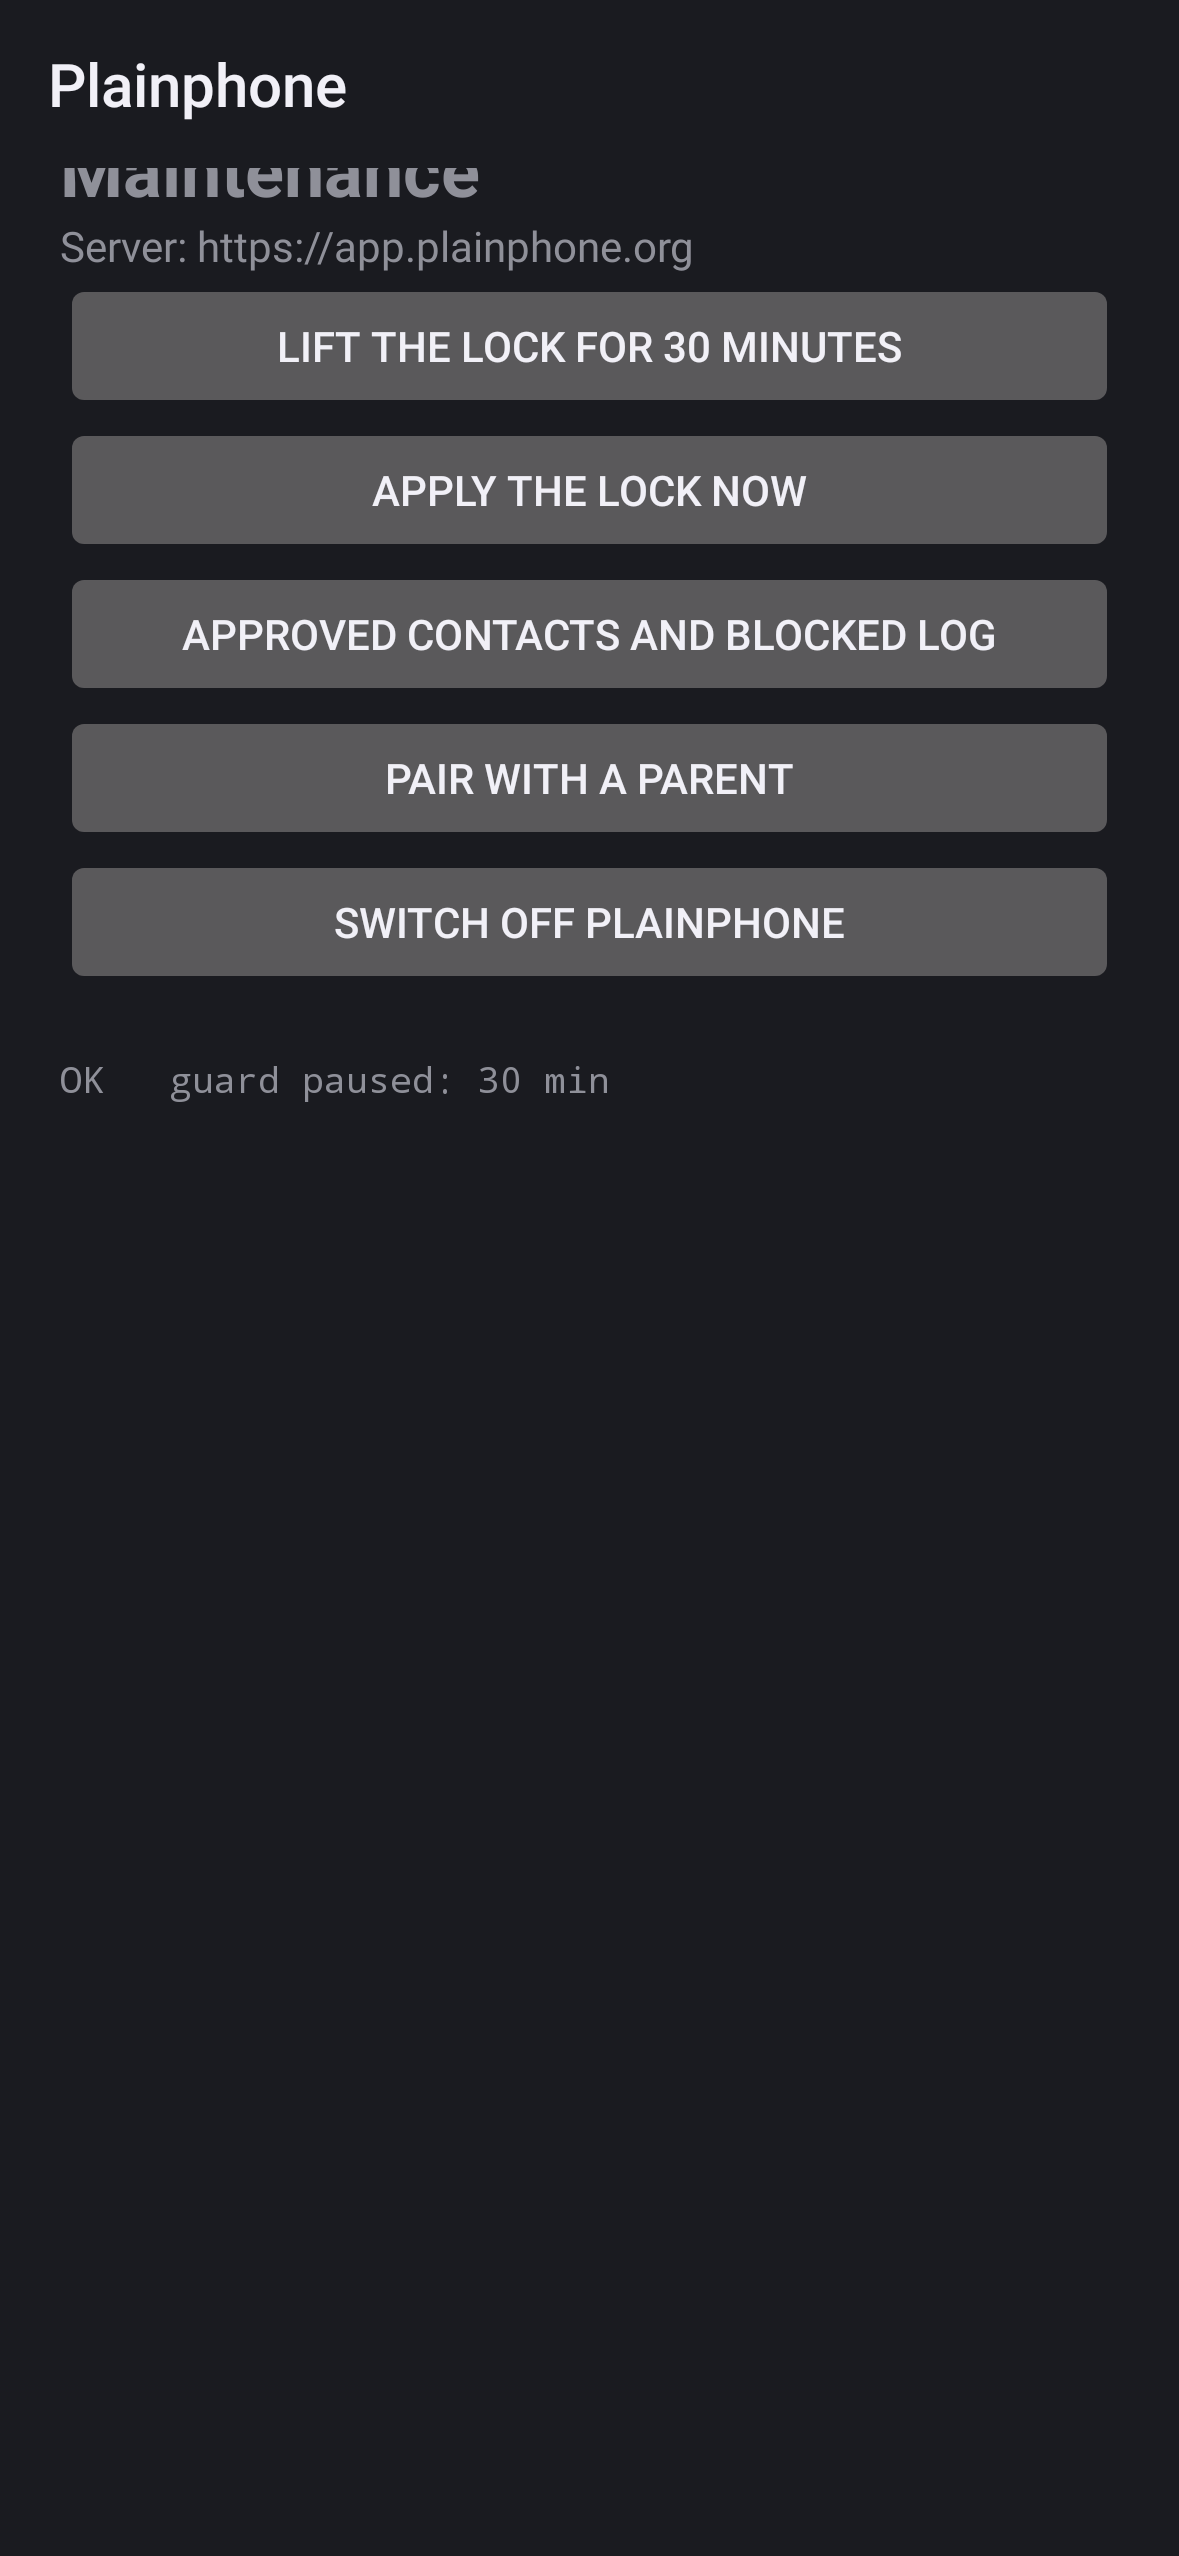 Plainphone
Maintenance
Server: https://app.plainphone.org
LIFT THE LOCK FOR 30 MINUTES
APPLY THE LOCK NOW
APPROVED CONTACTS AND BLOCKED LOG
PAIR WITH A PARENT
SWITCH OFF PLAINPHONE
OK   guard paused: 30 min